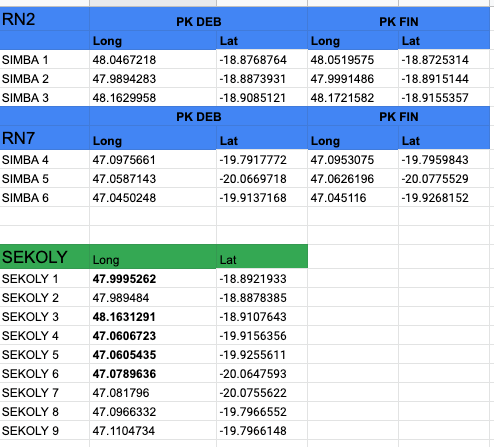 RN2 PK DEB PK FIN
Long Lat Long Lat
SIMBA 1 48.0467218 -18.8768764 48.0519575 -18.8725314
SIMBA 2 47.9894283 -18.8873931 47.9991486 -18.8915144
SIMBA 3 48.1629958 -18.9085121 48.1721582 -18.9155357
PK DEB PK FIN
RN7 Long Lat Long Lat
SIMBA 4 47.0975661 -19.7917772 47.0953075 -19.7959843
SIMBA 5 47.0587143 -20.0669718 47.0626196 -20.0775529
SIMBA 6 47.0450248 -19.9137168 47.045116 -19.9268152
SEKOLY Long Lat
SEKOLY 1 47.9995262 -18.8921933
SEKOLY 2 47.989484 -18.8878385
SEKOLY 3 48.1631291 -18.9107643
SEKOLY 4 47.0606723 -19.9156356
SEKOLY 5 47.0605435 -19.9255611
SEKOLY 6 47.0789636 -20.0647593
SEKOLY 7 47.081796 -20.0755622
SEKOLY 8 47.0966332 -19.7966552
SEKOLY 9 47.1104734 -19.7966148